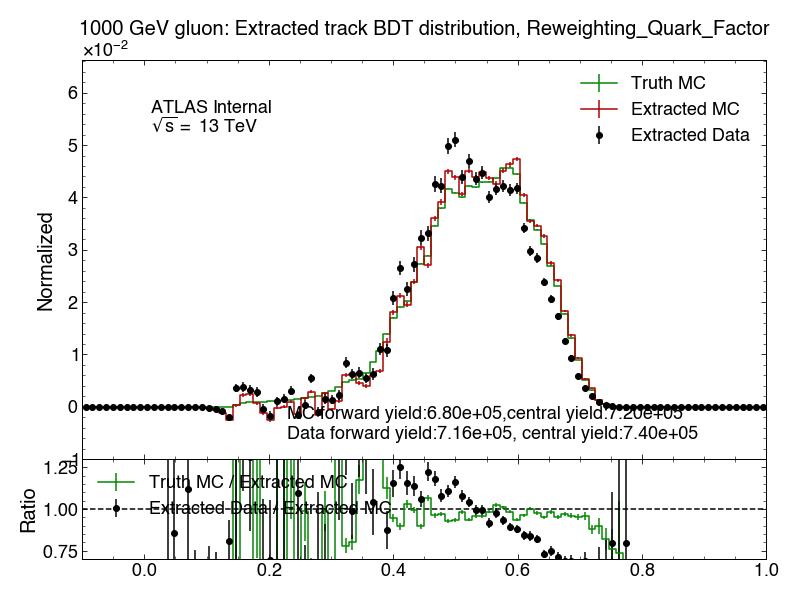 1000 GeV gluon: Extracted track BDT distribution, Reweighting_Quark_Factor
×10⁻²
ATLAS Internal
√s = 13 TeV
Truth MC
Extracted MC
Extracted Data
6
5
4
3
2
1
0
1
Normalized
MC forward yield:6.80e+05,central yield:7.20e+05
Data forward yield:7.16e+05, central yield:7.40e+05
1.25
1.00
0.75
Ratio
Truth MC / Extracted MC
Extracted Data / Extracted MC
0.0 0.2 0.4 0.6 0.8 1.0